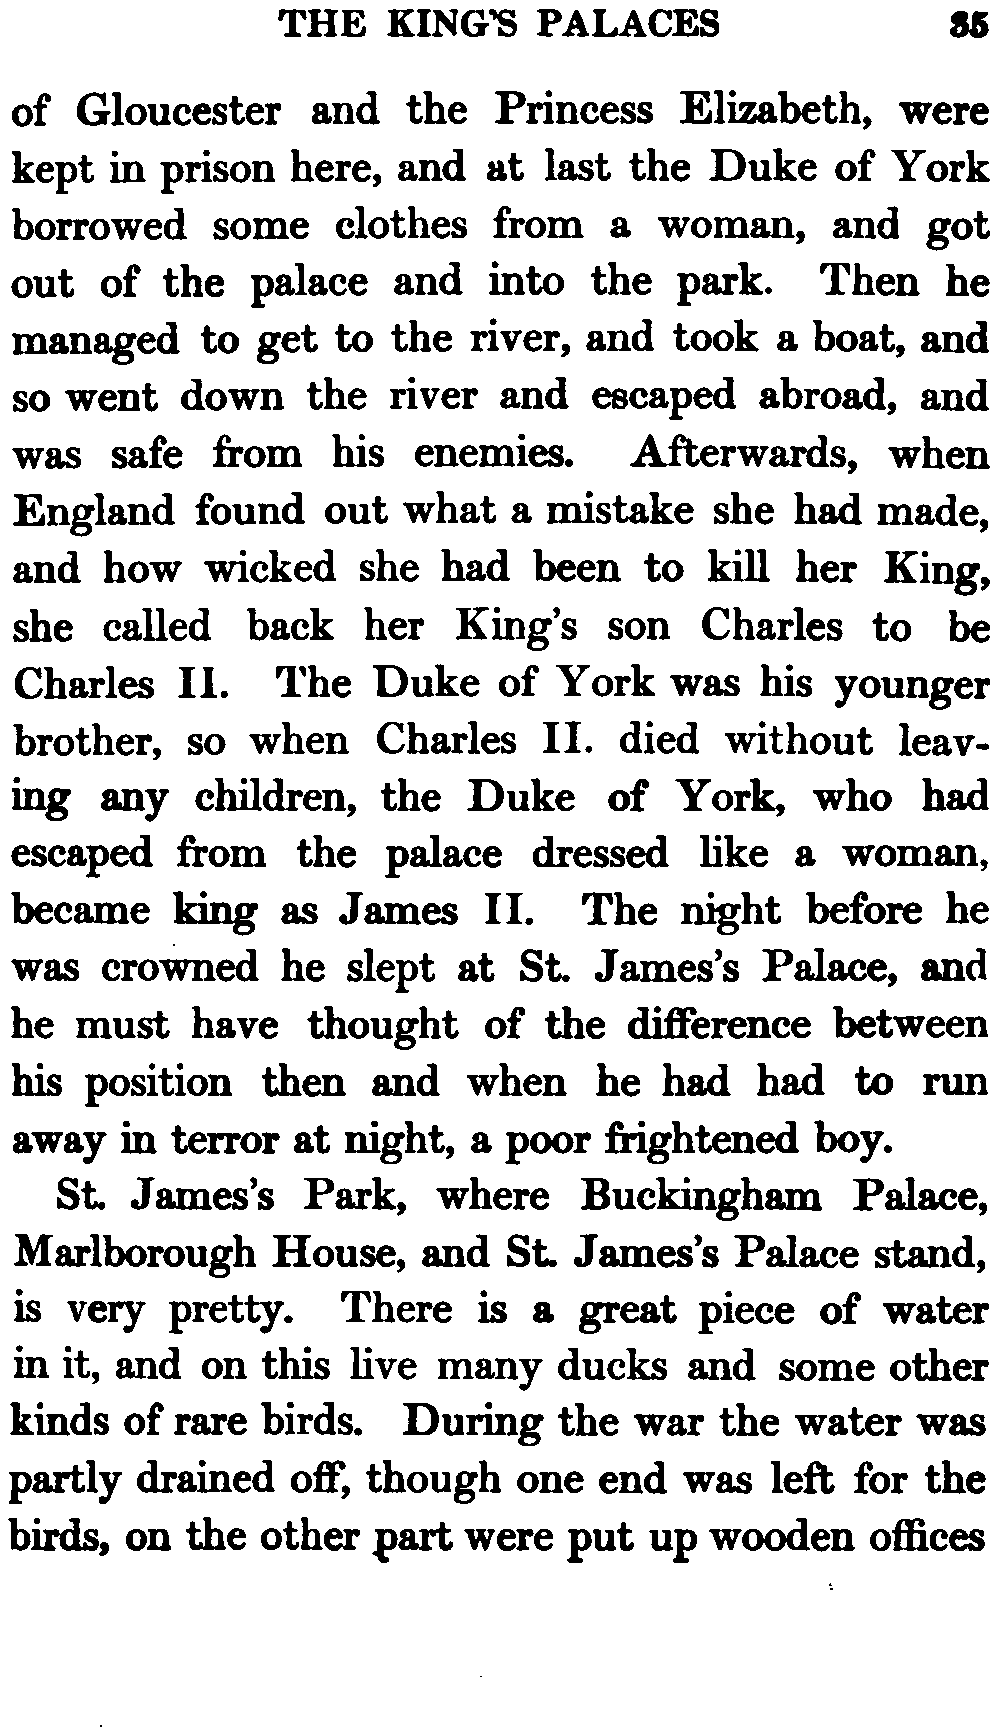 THE KING'S PALACES 35
of Gloucester and the Princess Elizabeth, were
kept in prison here, and at last the Duke of York
borrowed some clothes from a woman, and got
out of the palace and into the park. Then he
managed to get to the river, and took a boat, and
so went down the river and escaped abroad, and
was safe from his enemies. Afterwards, when
England found out what a mistake she had made,
and how wicked she had been to kill her King,
she called back her King's son Charles to be
Charles II. The Duke of York was his younger
brother, so when Charles II. died without leav-
ing any children, the Duke of York, who had
escaped from the palace dressed like a woman,
became king as James II. The night before he
was crowned he slept at St. James's Palace, and
he must have thought of the difference between
his position then and when he had had to run
away in terror at night, a poor frightened boy.
St. James's Park, where Buckingham Palace,
Marlborough House, and St. James's Palace stand,
is very pretty. There is a great piece of water
in it, and on this live many ducks and some other
kinds of rare birds. During the war the water was
partly drained off, though one end was left for the
birds, on the other part were put up wooden offices